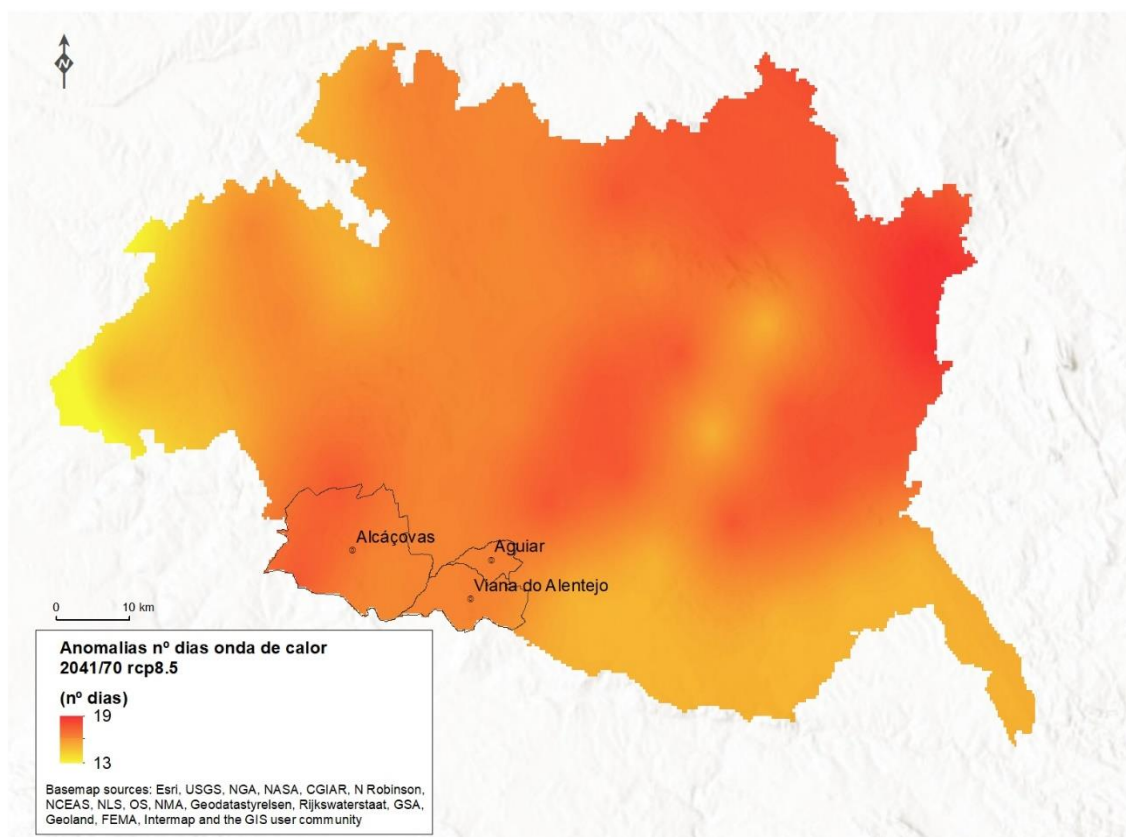 N
Alcáçovas
Aguiar
Viana do Alentejo
0 10 km
Anomalias nº dias onda de calor
2041/70 rcp8.5
(nº dias)
19
13
Basemap sources: Esri, USGS, NGA, NASA, CGIAR, N Robinson,
NCEAS, NLS, OS, NMA, Geodatastyrelsen, Rijkswaterstaat, GSA,
Geoland, FEMA, Intermap and the GIS user community